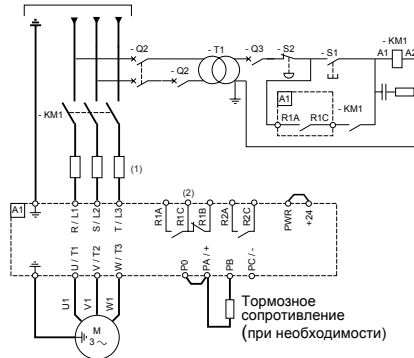 - Q2
- T1
- Q3
- S2
- S1
- KM1
A1
A2
- Q2
A1
- KM1
R1A
R1C
- KM1
(1)
A1
R / L1
S / L2
T / L3
R1A
R1C
(2)
R1B
R2A
R2C
PWR
+24
U / T1
V / T2
W / T3
P0
PA / +
PB
PC / -
U1
V1
W1
M
3 ~
Тормозное
сопротивление
(при необходимости)